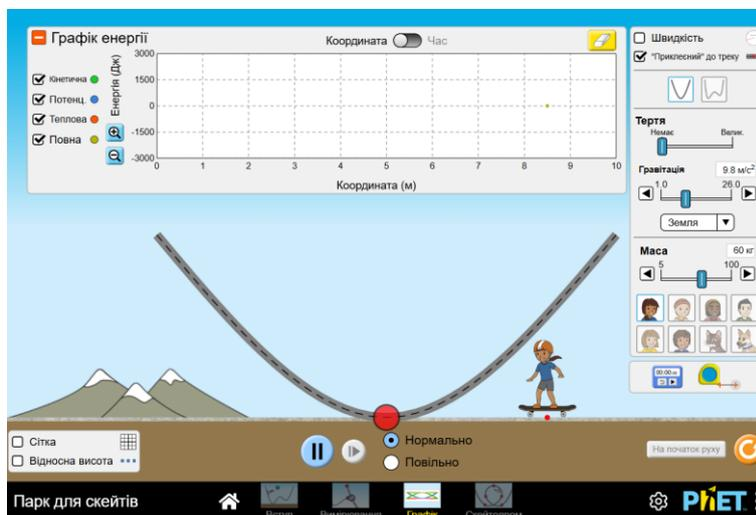 Графік енергії
Координата Час
Кінетична
Потенц.
Теплова
Повна
Енергія (Дж)
3000
1500
0
-1500
-3000
0 1 2 3 4 5 6 7 8 9 10
Координата (м)
Швидкість
"Приклеєний" до треку
Тертя
Немає Велик.
Гравітація 9.8 м/с²
1.0 26.0
Земля
Маса 60 кг
5 100
00:00.00
Сітка
Відносна висота
Нормально
Повільно
На початок руху
Парк для скейтів
Вступ Вимірювання Графік Скейтодром
PhET